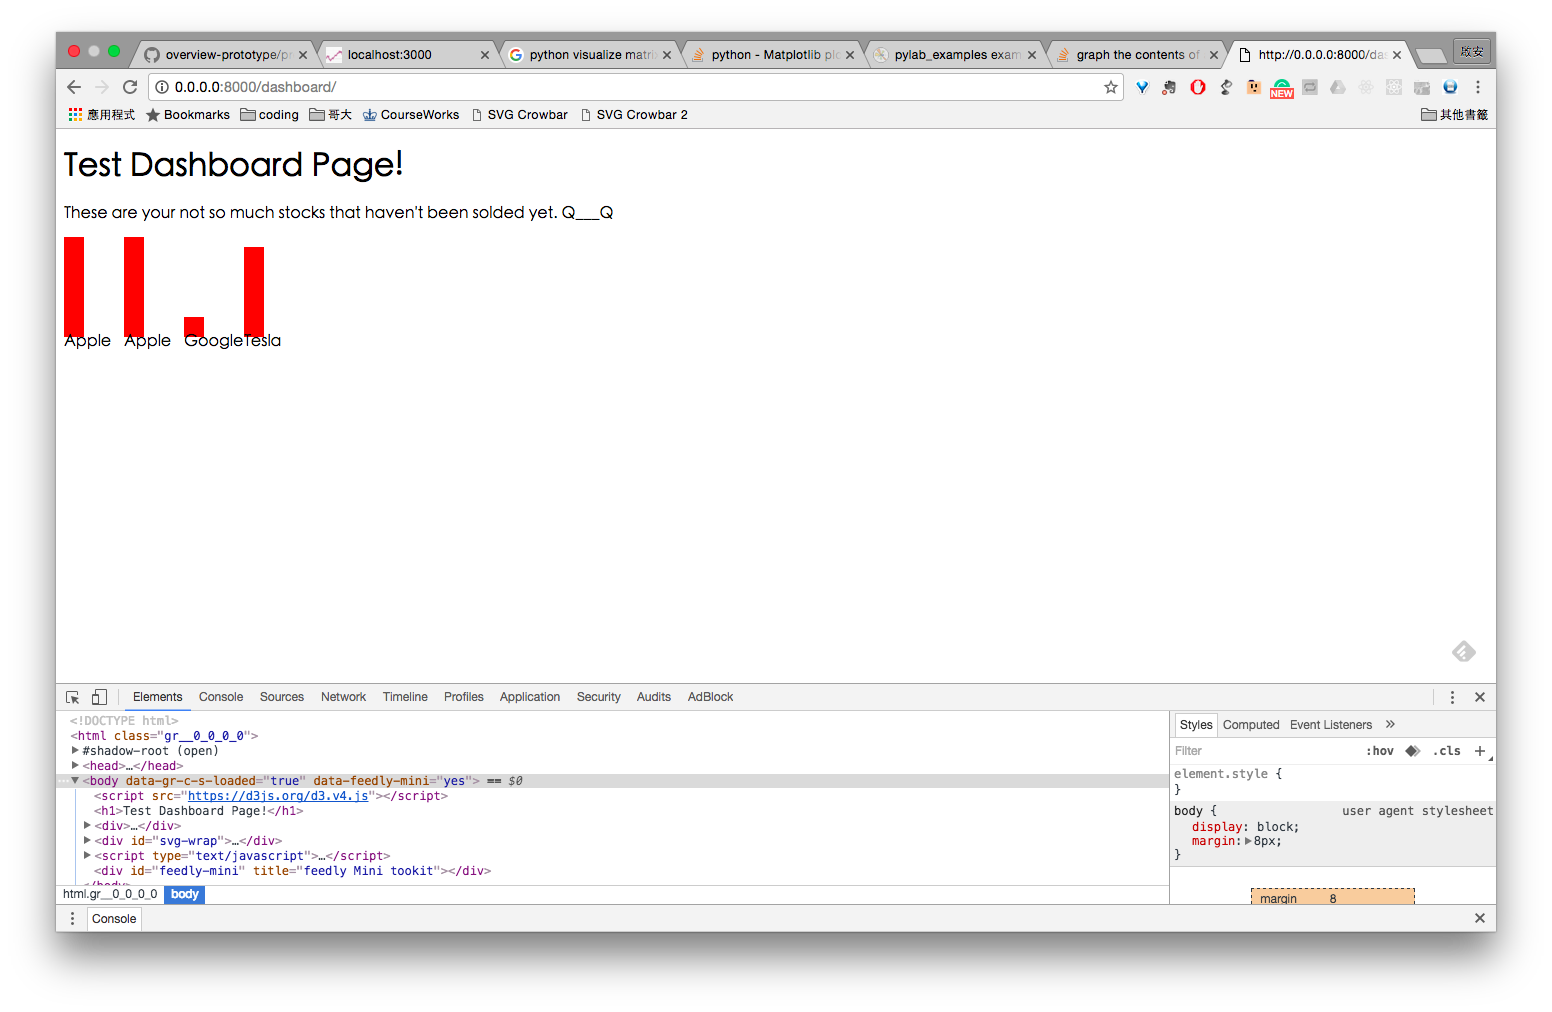 overview-prototype/pr
localhost:3000
python visualize matri
python - Matplotlib plo
pylab_examples exam
graph the contents of
http://0.0.0.0:8000/das
啟安
0.0.0.0:8000/dashboard/
NEW
應用程式
Bookmarks
coding
哥大
CourseWorks
SVG Crowbar
SVG Crowbar 2
其他書籤
Test Dashboard Page!
These are your not so much stocks that haven't been solded yet. Q___Q
Apple
Apple
Google
Tesla
Elements Console Sources Network Timeline Profiles Application Security Audits AdBlock
<!DOCTYPE html>
<html class="gr__0_0_0_0">
#shadow-root (open)
<head>…</head>
<body data-gr-c-s-loaded="true" data-feedly-mini="yes"> == $0
<script src="https://d3js.org/d3.v4.js"></script>
<h1>Test Dashboard Page!</h1>
<div>…</div>
<div id="svg-wrap">…</div>
<script type="text/javascript">…</script>
<div id="feedly-mini" title="feedly Mini tookit"></div>
</body>
html.gr__0_0_0_0 body
Styles Computed Event Listeners »
Filter :hov .cls +
element.style {
}
body { user agent stylesheet
display: block;
margin: 8px;
}
margin 8
Console